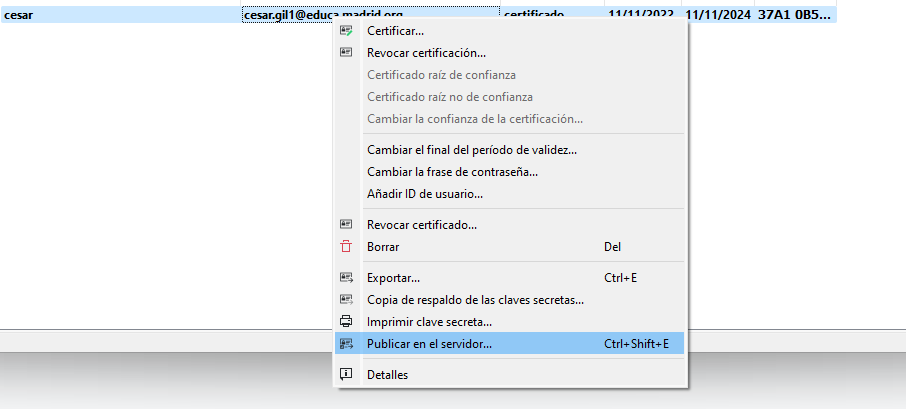 cesar cesar.gil1@educa.madrid.org certificado 11/11/2022 11/11/2024 37A1 0B5...
Certificar...
Revocar certificación...
Certificado raíz de confianza
Certificado raíz no de confianza
Cambiar la confianza de la certificación...
Cambiar el final del período de validez...
Cambiar la frase de contraseña...
Añadir ID de usuario...
Revocar certificado...
Borrar Del
Exportar... Ctrl+E
Copia de respaldo de las claves secretas...
Imprimir clave secreta...
Publicar en el servidor... Ctrl+Shift+E
Detalles